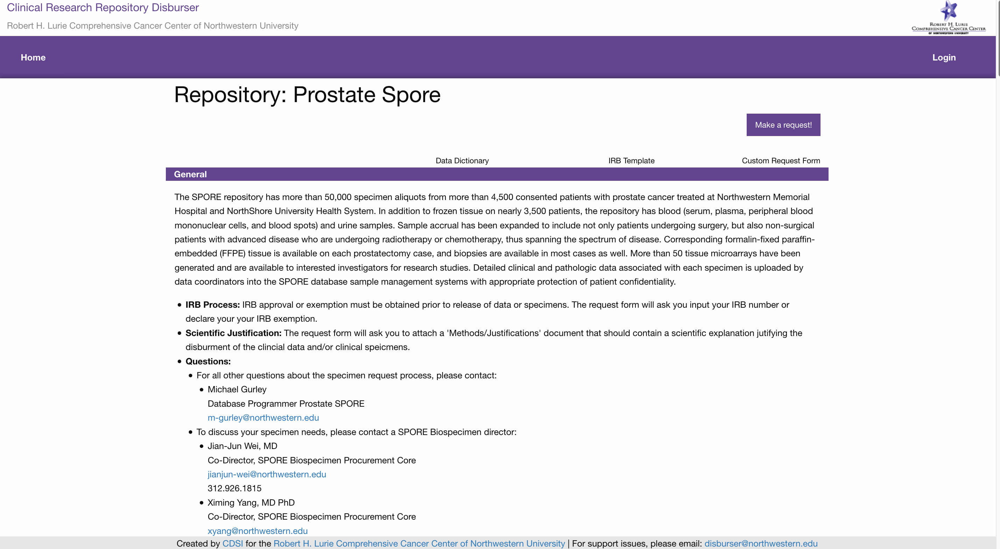 Clinical Research Repository Disburser
Robert H. Lurie Comprehensive Cancer Center of Northwestern University
ROBERT H. LURIE
COMPREHENSIVE CANCER CENTER
OF NORTHWESTERN UNIVERSITY
Home
Login
Repository: Prostate Spore
Make a request!
Data Dictionary
IRB Template
Custom Request Form
General
The SPORE repository has more than 50,000 specimen aliquots from more than 4,500 consented patients with prostate cancer treated at Northwestern Memorial
Hospital and NorthShore University Health System. In addition to frozen tissue on nearly 3,500 patients, the repository has blood (serum, plasma, peripheral blood
mononuclear cells, and blood spots) and urine samples. Sample accrual has been expanded to include not only patients undergoing surgery, but also non-surgical
patients with advanced disease who are undergoing radiotherapy or chemotherapy, thus spanning the spectrum of disease. Corresponding formalin-fixed paraffin-
embedded (FFPE) tissue is available on each prostatectomy case, and biopsies are available in most cases as well. More than 50 tissue microarrays have been
generated and are available to interested investigators for research studies. Detailed clinical and pathologic data associated with each specimen is uploaded by
data coordinators into the SPORE database sample management systems with appropriate protection of patient confidentiality.
• IRB Process: IRB approval or exemption must be obtained prior to release of data or specimens. The request form will ask you input your IRB number or
declare your your IRB exemption.
• Scientific Justification: The request form will ask you to attach a 'Methods/Justifications' document that should contain a scientific explanation jutifying the
disburment of the clincial data and/or clinical speicmens.
• Questions:
• For all other questions about the specimen request process, please contact:
• Michael Gurley
Database Programmer Prostate SPORE
m-gurley@northwestern.edu
• To discuss your specimen needs, please contact a SPORE Biospecimen director:
• Jian-Jun Wei, MD
Co-Director, SPORE Biospecimen Procurement Core
jianjun-wei@northwestern.edu
312.926.1815
• Ximing Yang, MD PhD
Co-Director, SPORE Biospecimen Procurement Core
xyang@northwestern.edu
Created by CDSI for the Robert H. Lurie Comprehensive Cancer Center of Northwestern University | For support issues, please email: disburser@northwestern.edu